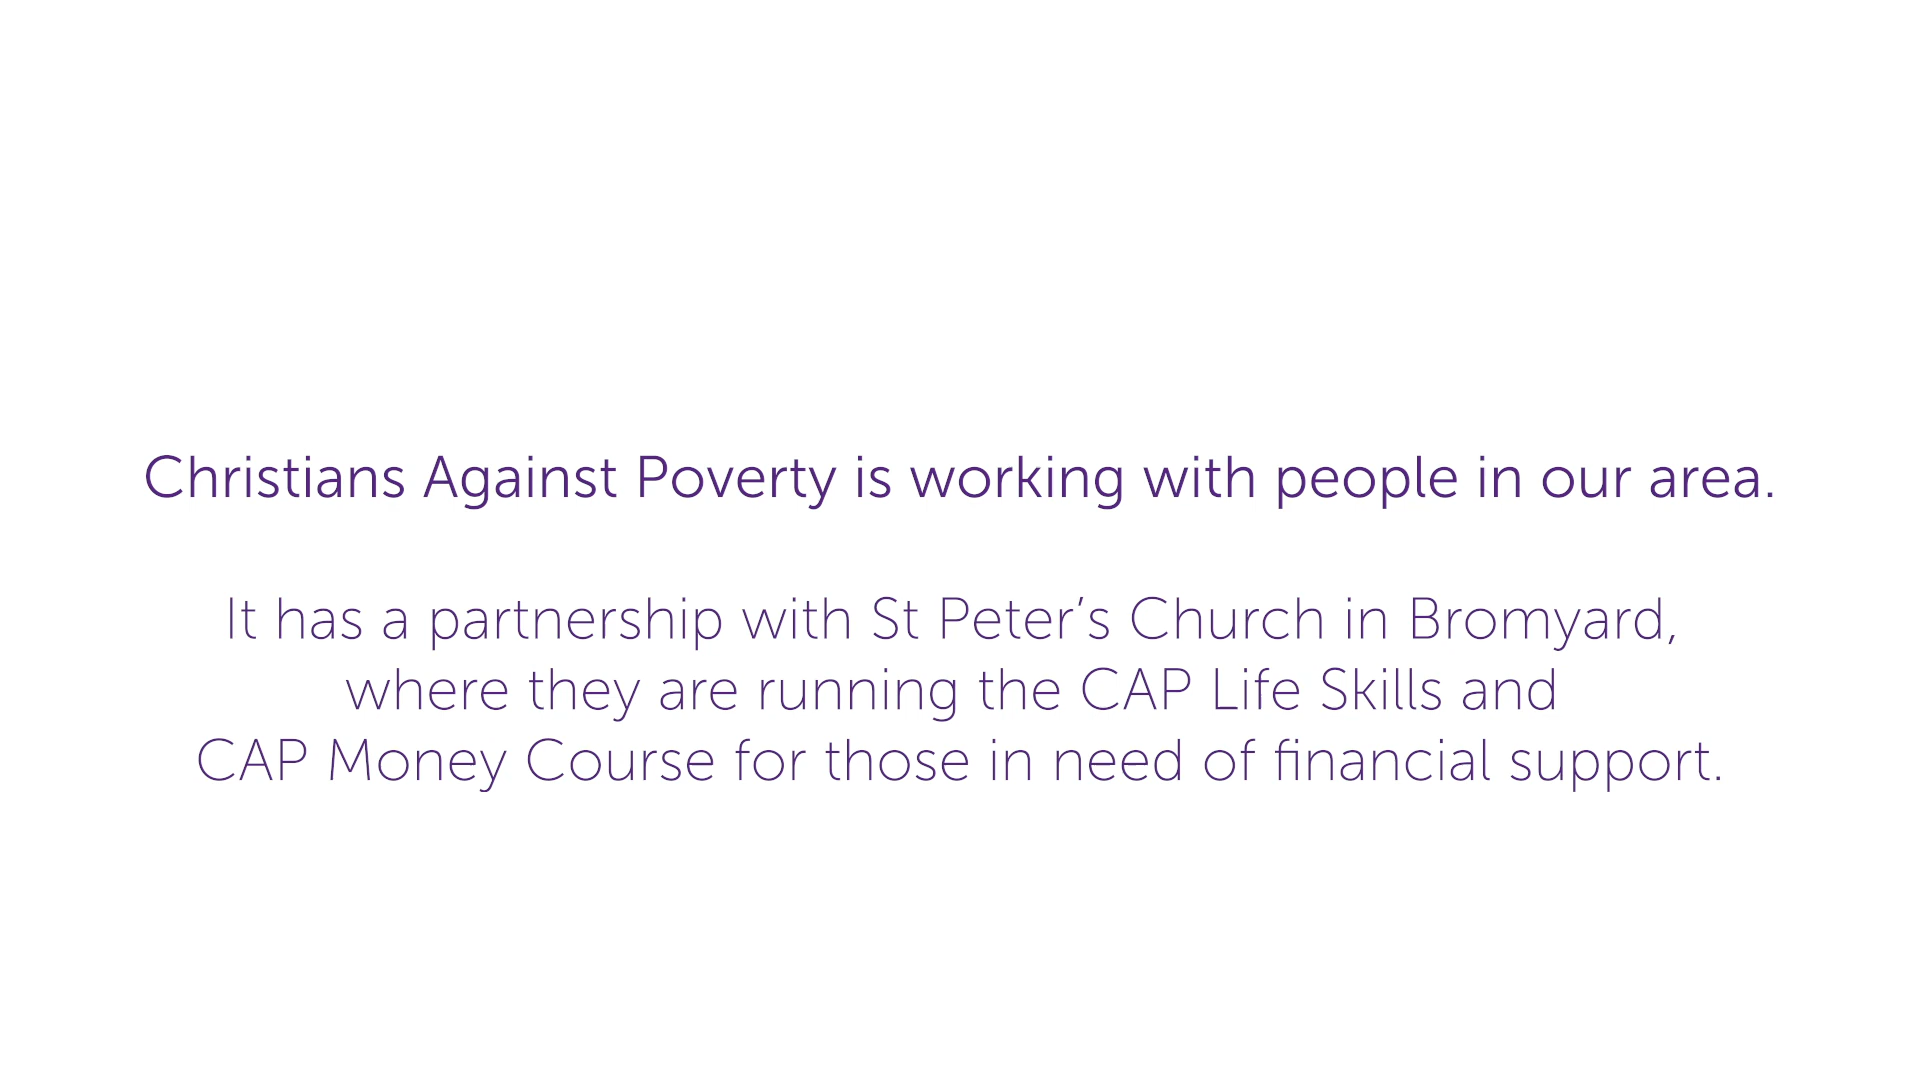 Christians Against Poverty is working with people in our area.
It has a partnership with St Peter’s Church in Bromyard,
where they are running the CAP Life Skills and
CAP Money Course for those in need of financial support.